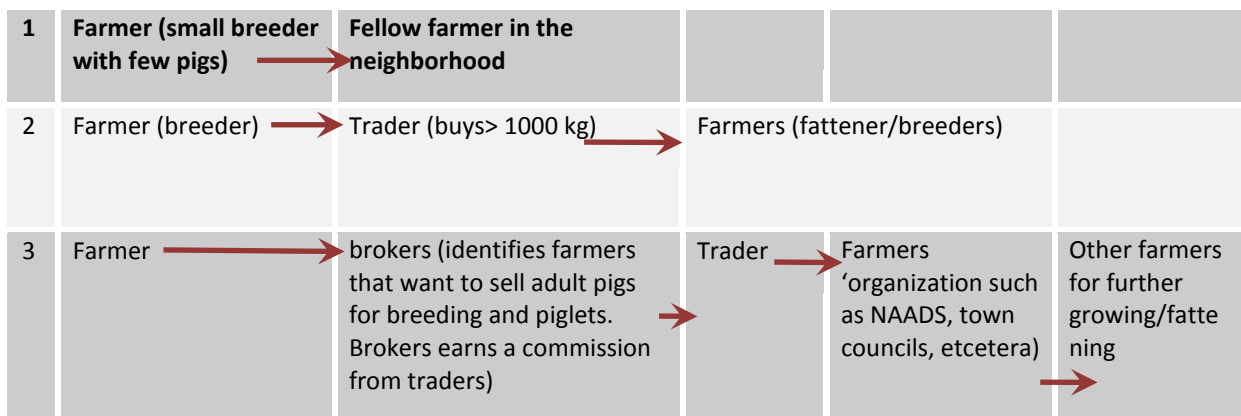 1
Farmer (small breeder
with few pigs)
Fellow farmer in the
neighborhood
2
Farmer (breeder)
Trader (buys> 1000 kg)
Farmers (fattener/breeders)
3
Farmer
brokers (identifies farmers
that want to sell adult pigs
for breeding and piglets.
Brokers earns a commission
from traders)
Trader
Farmers
‘organization such
as NAADS, town
councils, etcetera)
Other farmers
for further
growing/fatte
ning